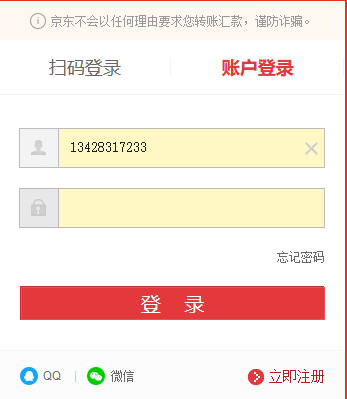 京东不会以任何理由要求您转账汇款，谨防诈骗。
扫码登录 账户登录
13428317233
忘记密码
登 录
QQ 微信 立即注册